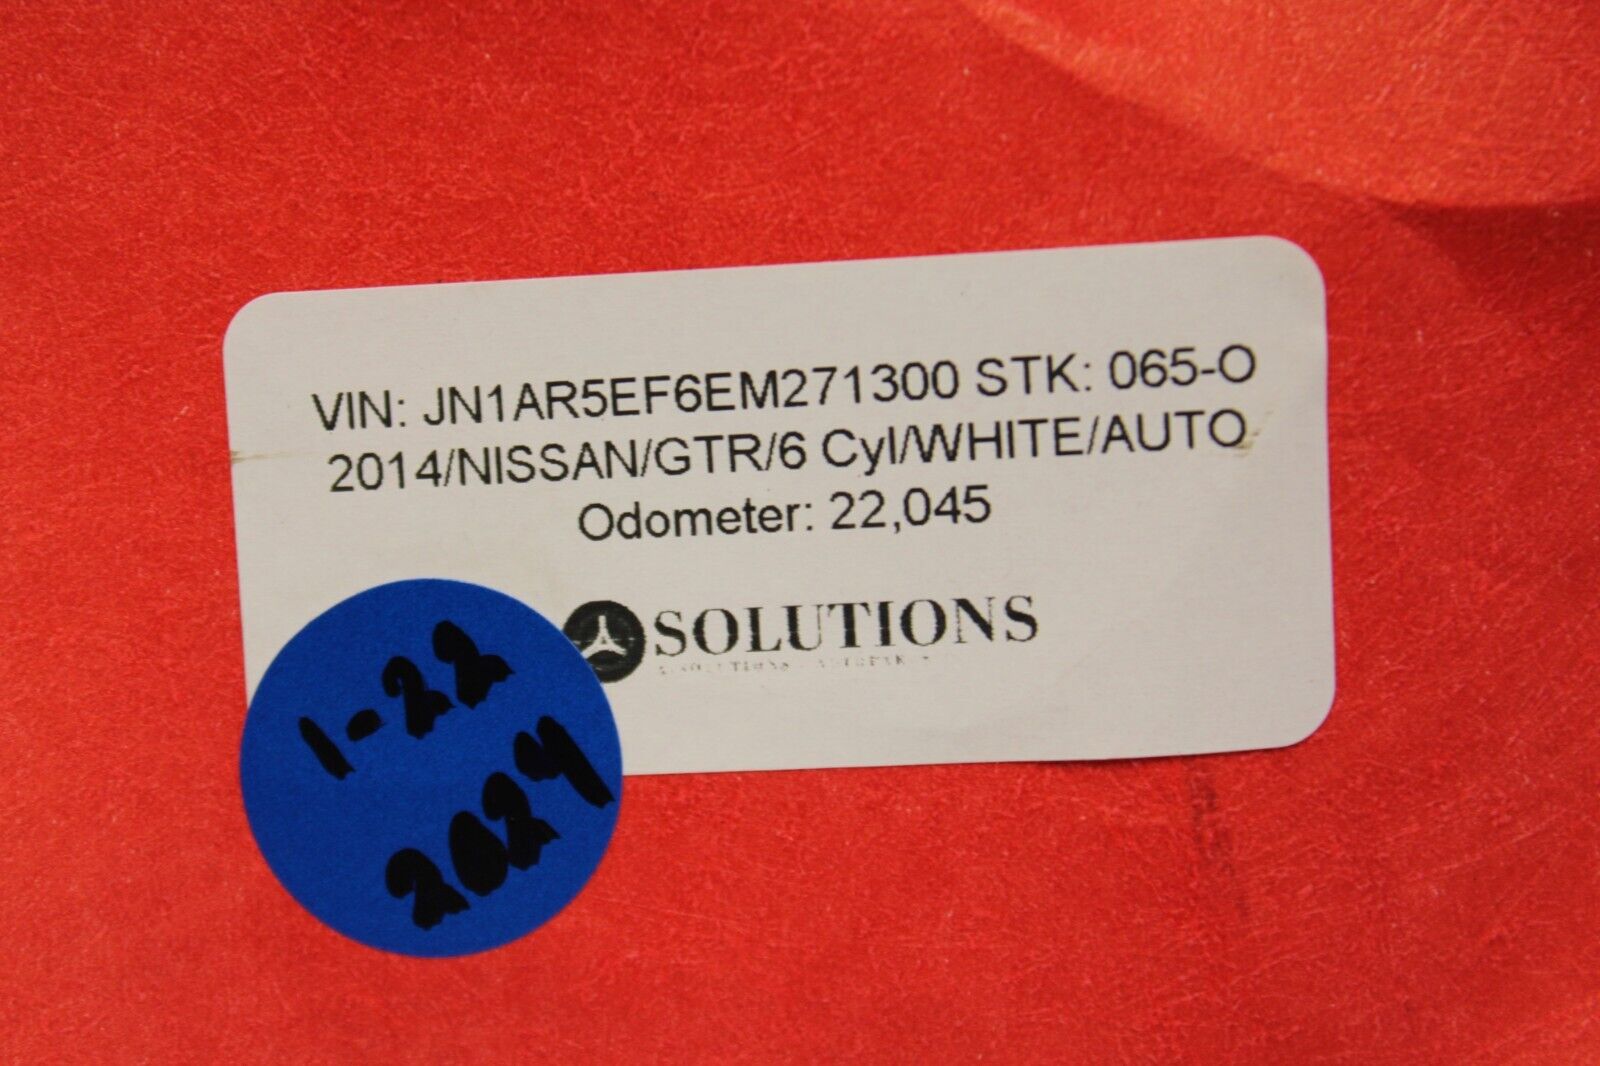 VIN: JN1AR5EF6EM271300 STK: 065-O
2014/NISSAN/GTR/6 Cyl/WHITE/AUTO
Odometer: 22,045
SOLUTIONS
1-22
2024